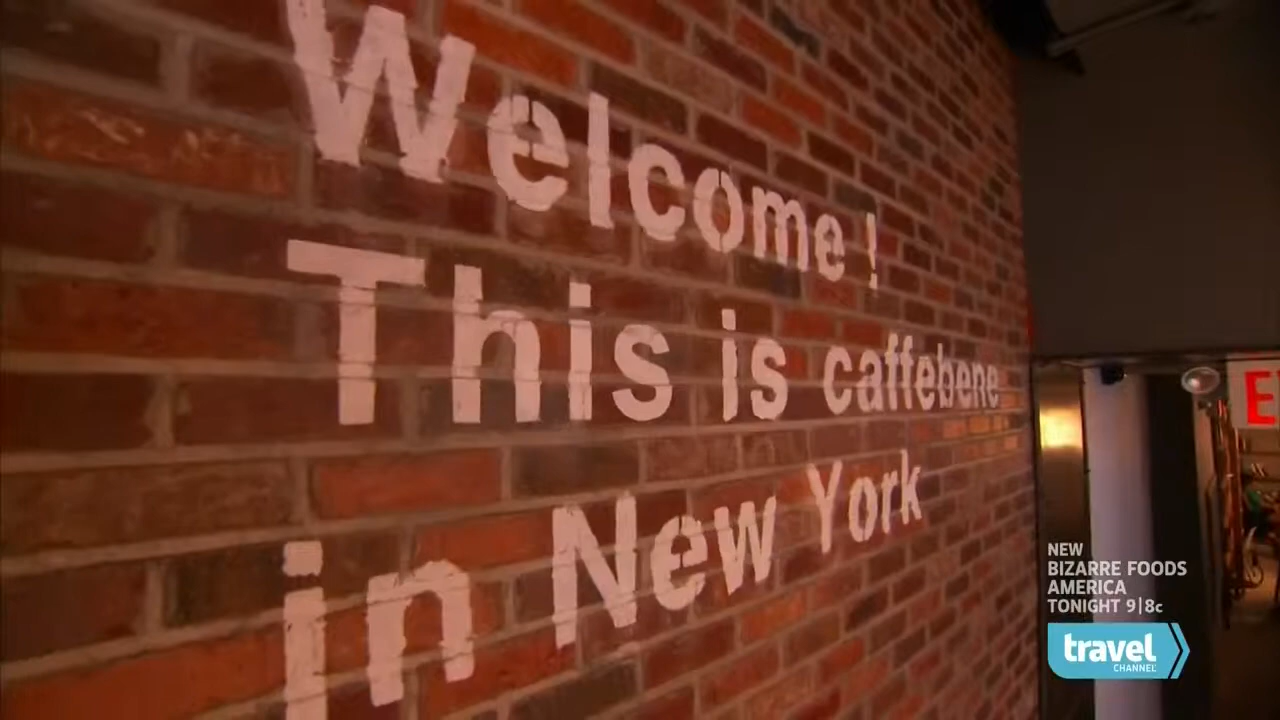 Welcome !
This is caffebene
in New York
NEW
BIZARRE FOODS
AMERICA
TONIGHT 9|8c
travel
CHANNEL